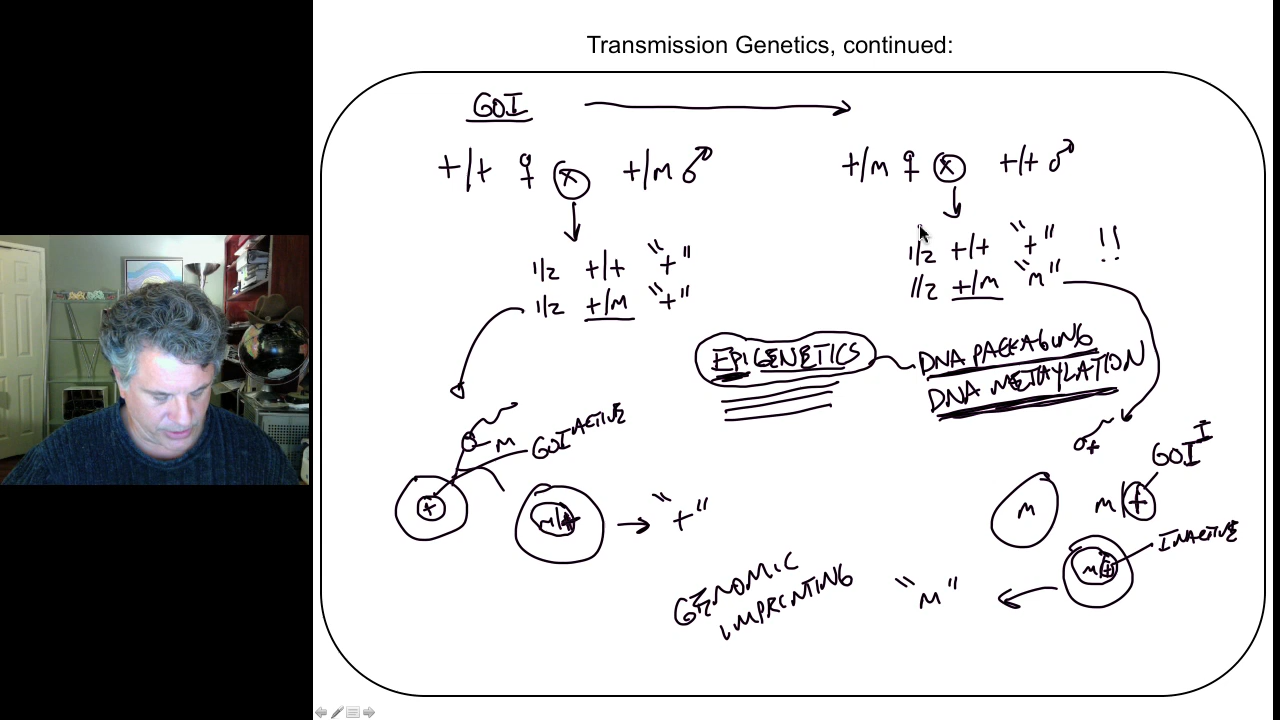 Transmission Genetics, continued:
GOI
+/+ ♀ ⊗ +/m ♂
+/m ♀ ⊗ +/+ ♂
1/2 +/+ "+"
1/2 +/m "+"
1/2 +/+ "+" !!
1/2 +/m "m"
EPIGENETICS
DNA PACKAGING
DNA METHYLATION
m
GOI ACTIVE
+
m/+ → "+"
+
GOI I
m
m/+
INACTIVE
m/+
"m"
GENOMIC
IMPRINTING